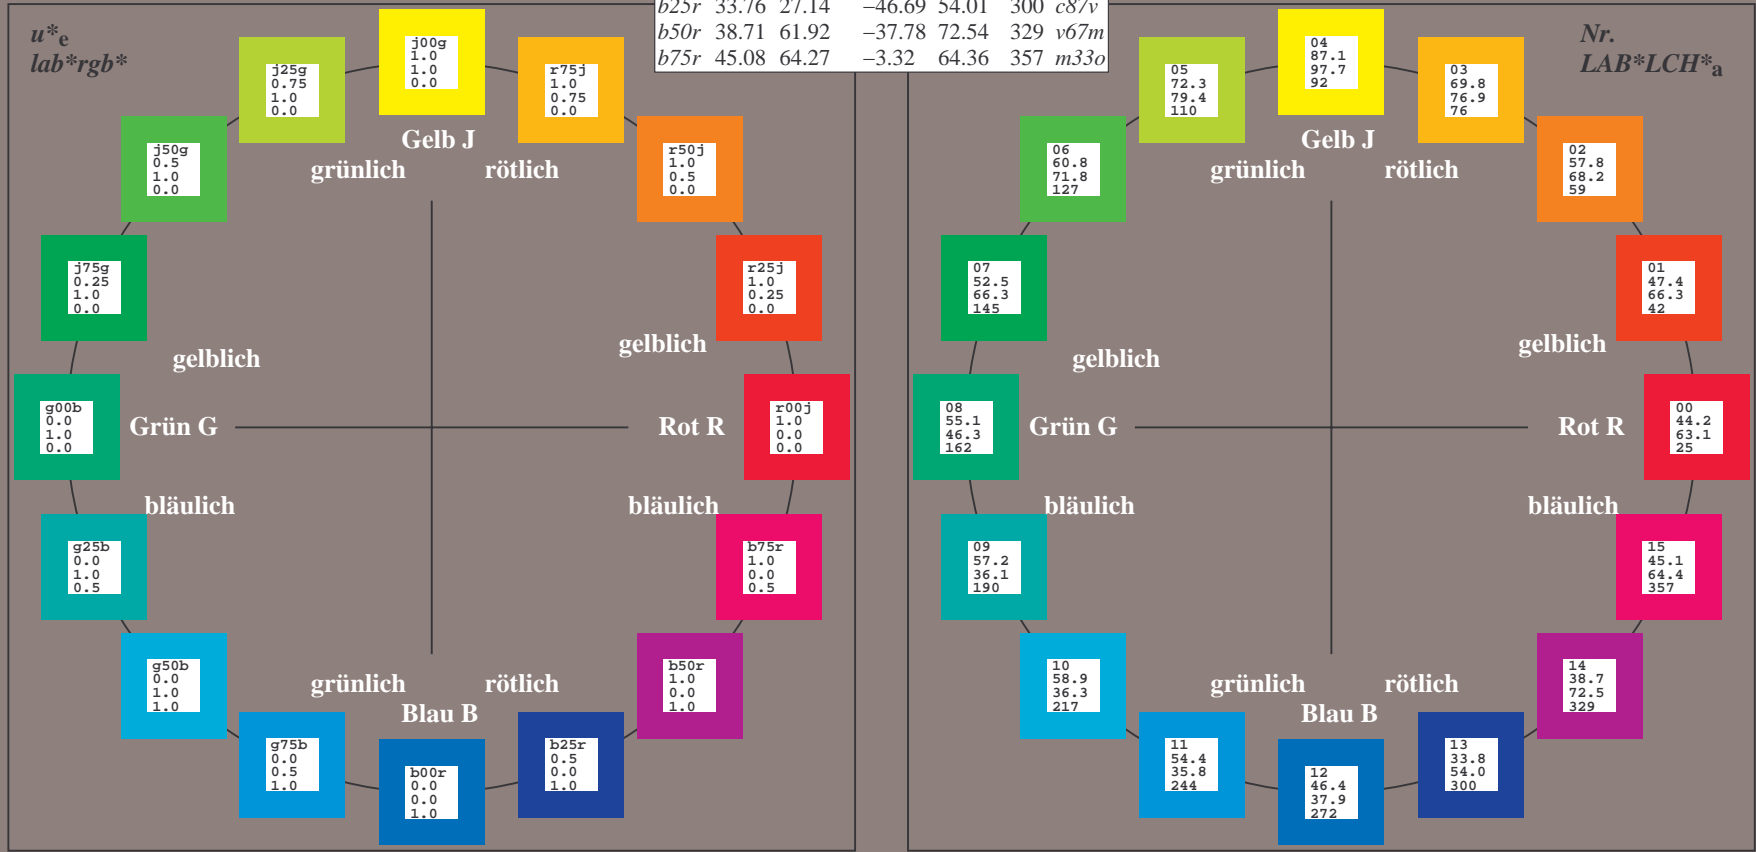 b25r 33.76 27.14 −46.69 54.01 300 c87v
b50r 38.71 61.92 −37.78 72.54 329 v67m
b75r 45.08 64.27 −3.32 64.36 357 m33o
u*e
lab*rgb*
j00g
1.0
1.0
0.0
j25g
0.75
1.0
0.0
r75j
1.0
0.75
0.0
j50g
0.5
1.0
0.0
r50j
1.0
0.5
0.0
j75g
0.25
1.0
0.0
r25j
1.0
0.25
0.0
g00b
0.0
1.0
0.0
r00j
1.0
0.0
0.0
g25b
0.0
1.0
0.5
b75r
1.0
0.0
0.5
g50b
0.0
1.0
1.0
b50r
1.0
0.0
1.0
g75b
0.0
0.5
1.0
b00r
0.0
0.0
1.0
b25r
0.5
0.0
1.0
Gelb J
grünlich rötlich
gelblich
gelblich
Grün G
Rot R
bläulich
bläulich
grünlich rötlich
Blau B
Nr.
LAB*LCH*a
04
87.1
97.7
92
05
72.3
79.4
110
03
69.8
76.9
76
06
60.8
71.8
127
02
57.8
68.2
59
07
52.5
66.3
145
01
47.4
66.3
42
08
55.1
46.3
162
00
44.2
63.1
25
09
57.2
36.1
190
15
45.1
64.4
357
10
58.9
36.3
217
14
38.7
72.5
329
11
54.4
35.8
244
12
46.4
37.9
272
13
33.8
54.0
300
Gelb J
grünlich rötlich
gelblich
gelblich
Grün G
Rot R
bläulich
bläulich
grünlich rötlich
Blau B